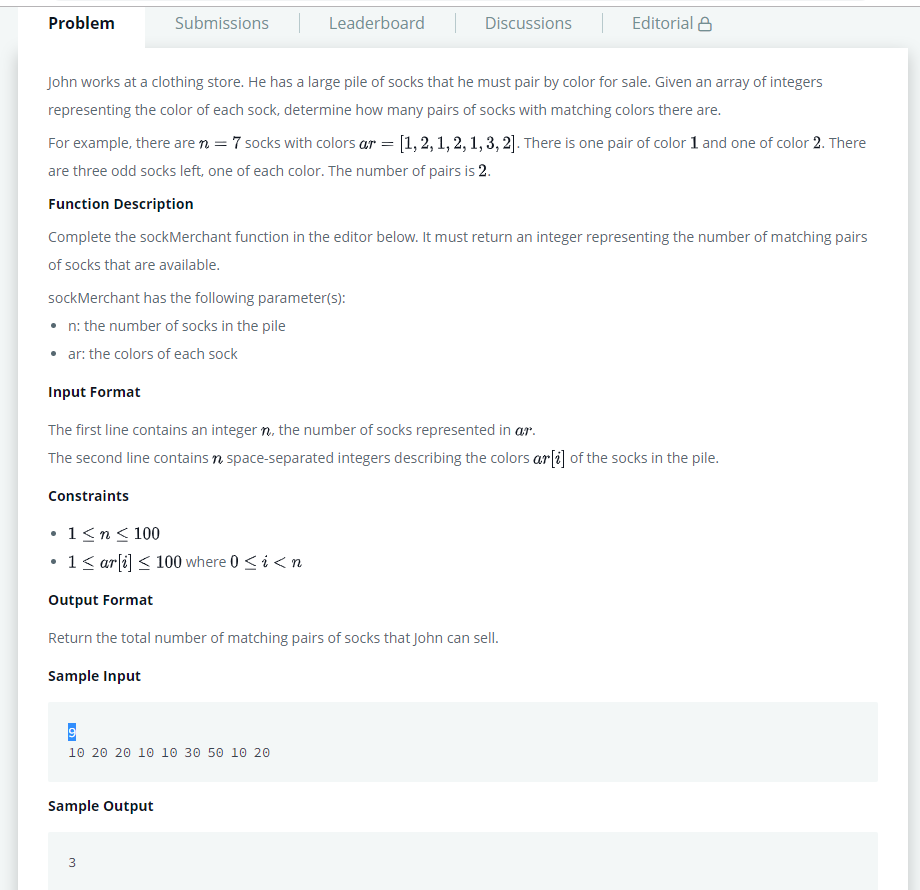 Problem
Submissions
Leaderboard
Discussions
Editorial
John works at a clothing store. He has a large pile of socks that he must pair by color for sale. Given an array of integers
representing the color of each sock, determine how many pairs of socks with matching colors there are.
For example, there are n = 7 socks with colors ar = [1, 2, 1, 2, 1, 3, 2]. There is one pair of color 1 and one of color 2. There
are three odd socks left, one of each color. The number of pairs is 2.
Function Description
Complete the sockMerchant function in the editor below. It must return an integer representing the number of matching pairs
of socks that are available.
sockMerchant has the following parameter(s):
• n: the number of socks in the pile
• ar: the colors of each sock
Input Format
The first line contains an integer n, the number of socks represented in ar.
The second line contains n space-separated integers describing the colors ar[i] of the socks in the pile.
Constraints
• 1 ≤ n ≤ 100
• 1 ≤ ar[i] ≤ 100 where 0 ≤ i < n
Output Format
Return the total number of matching pairs of socks that John can sell.
Sample Input
9
10 20 20 10 10 30 50 10 20
Sample Output
3